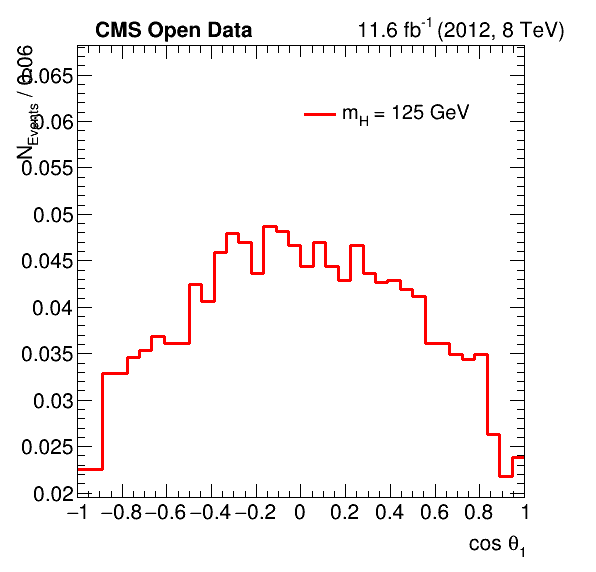 CMS Open Data 11.6 fb⁻¹ (2012, 8 TeV)
N_Events / 0.06
m_H = 125 GeV
0.065
0.06
0.055
0.05
0.045
0.04
0.035
0.03
0.025
0.02
−1 −0.8 −0.6 −0.4 −0.2 0 0.2 0.4 0.6 0.8 1
cos θ₁